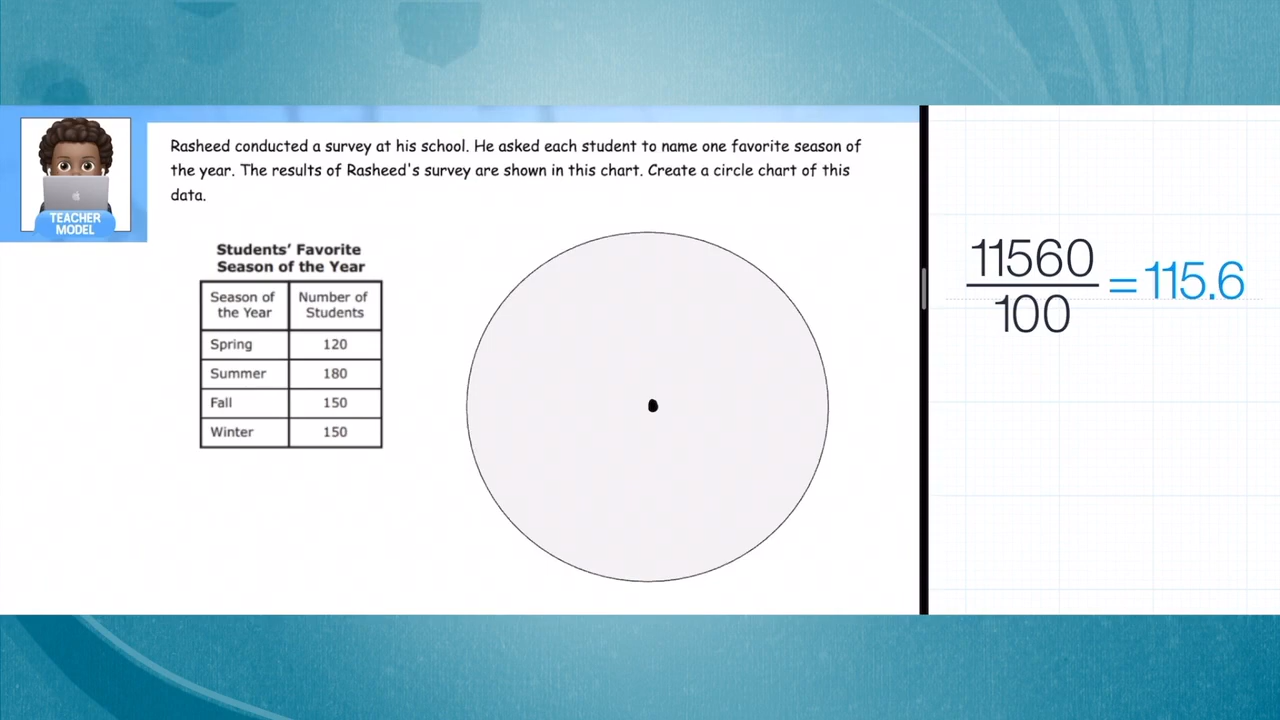 TEACHER
MODEL
Rasheed conducted a survey at his school. He asked each student to name one favorite season of
the year. The results of Rasheed's survey are shown in this chart. Create a circle chart of this
data.
Students' Favorite
Season of the Year
Season of the Year Number of Students
Spring 120
Summer 180
Fall 150
Winter 150
11560
100
= 115.6